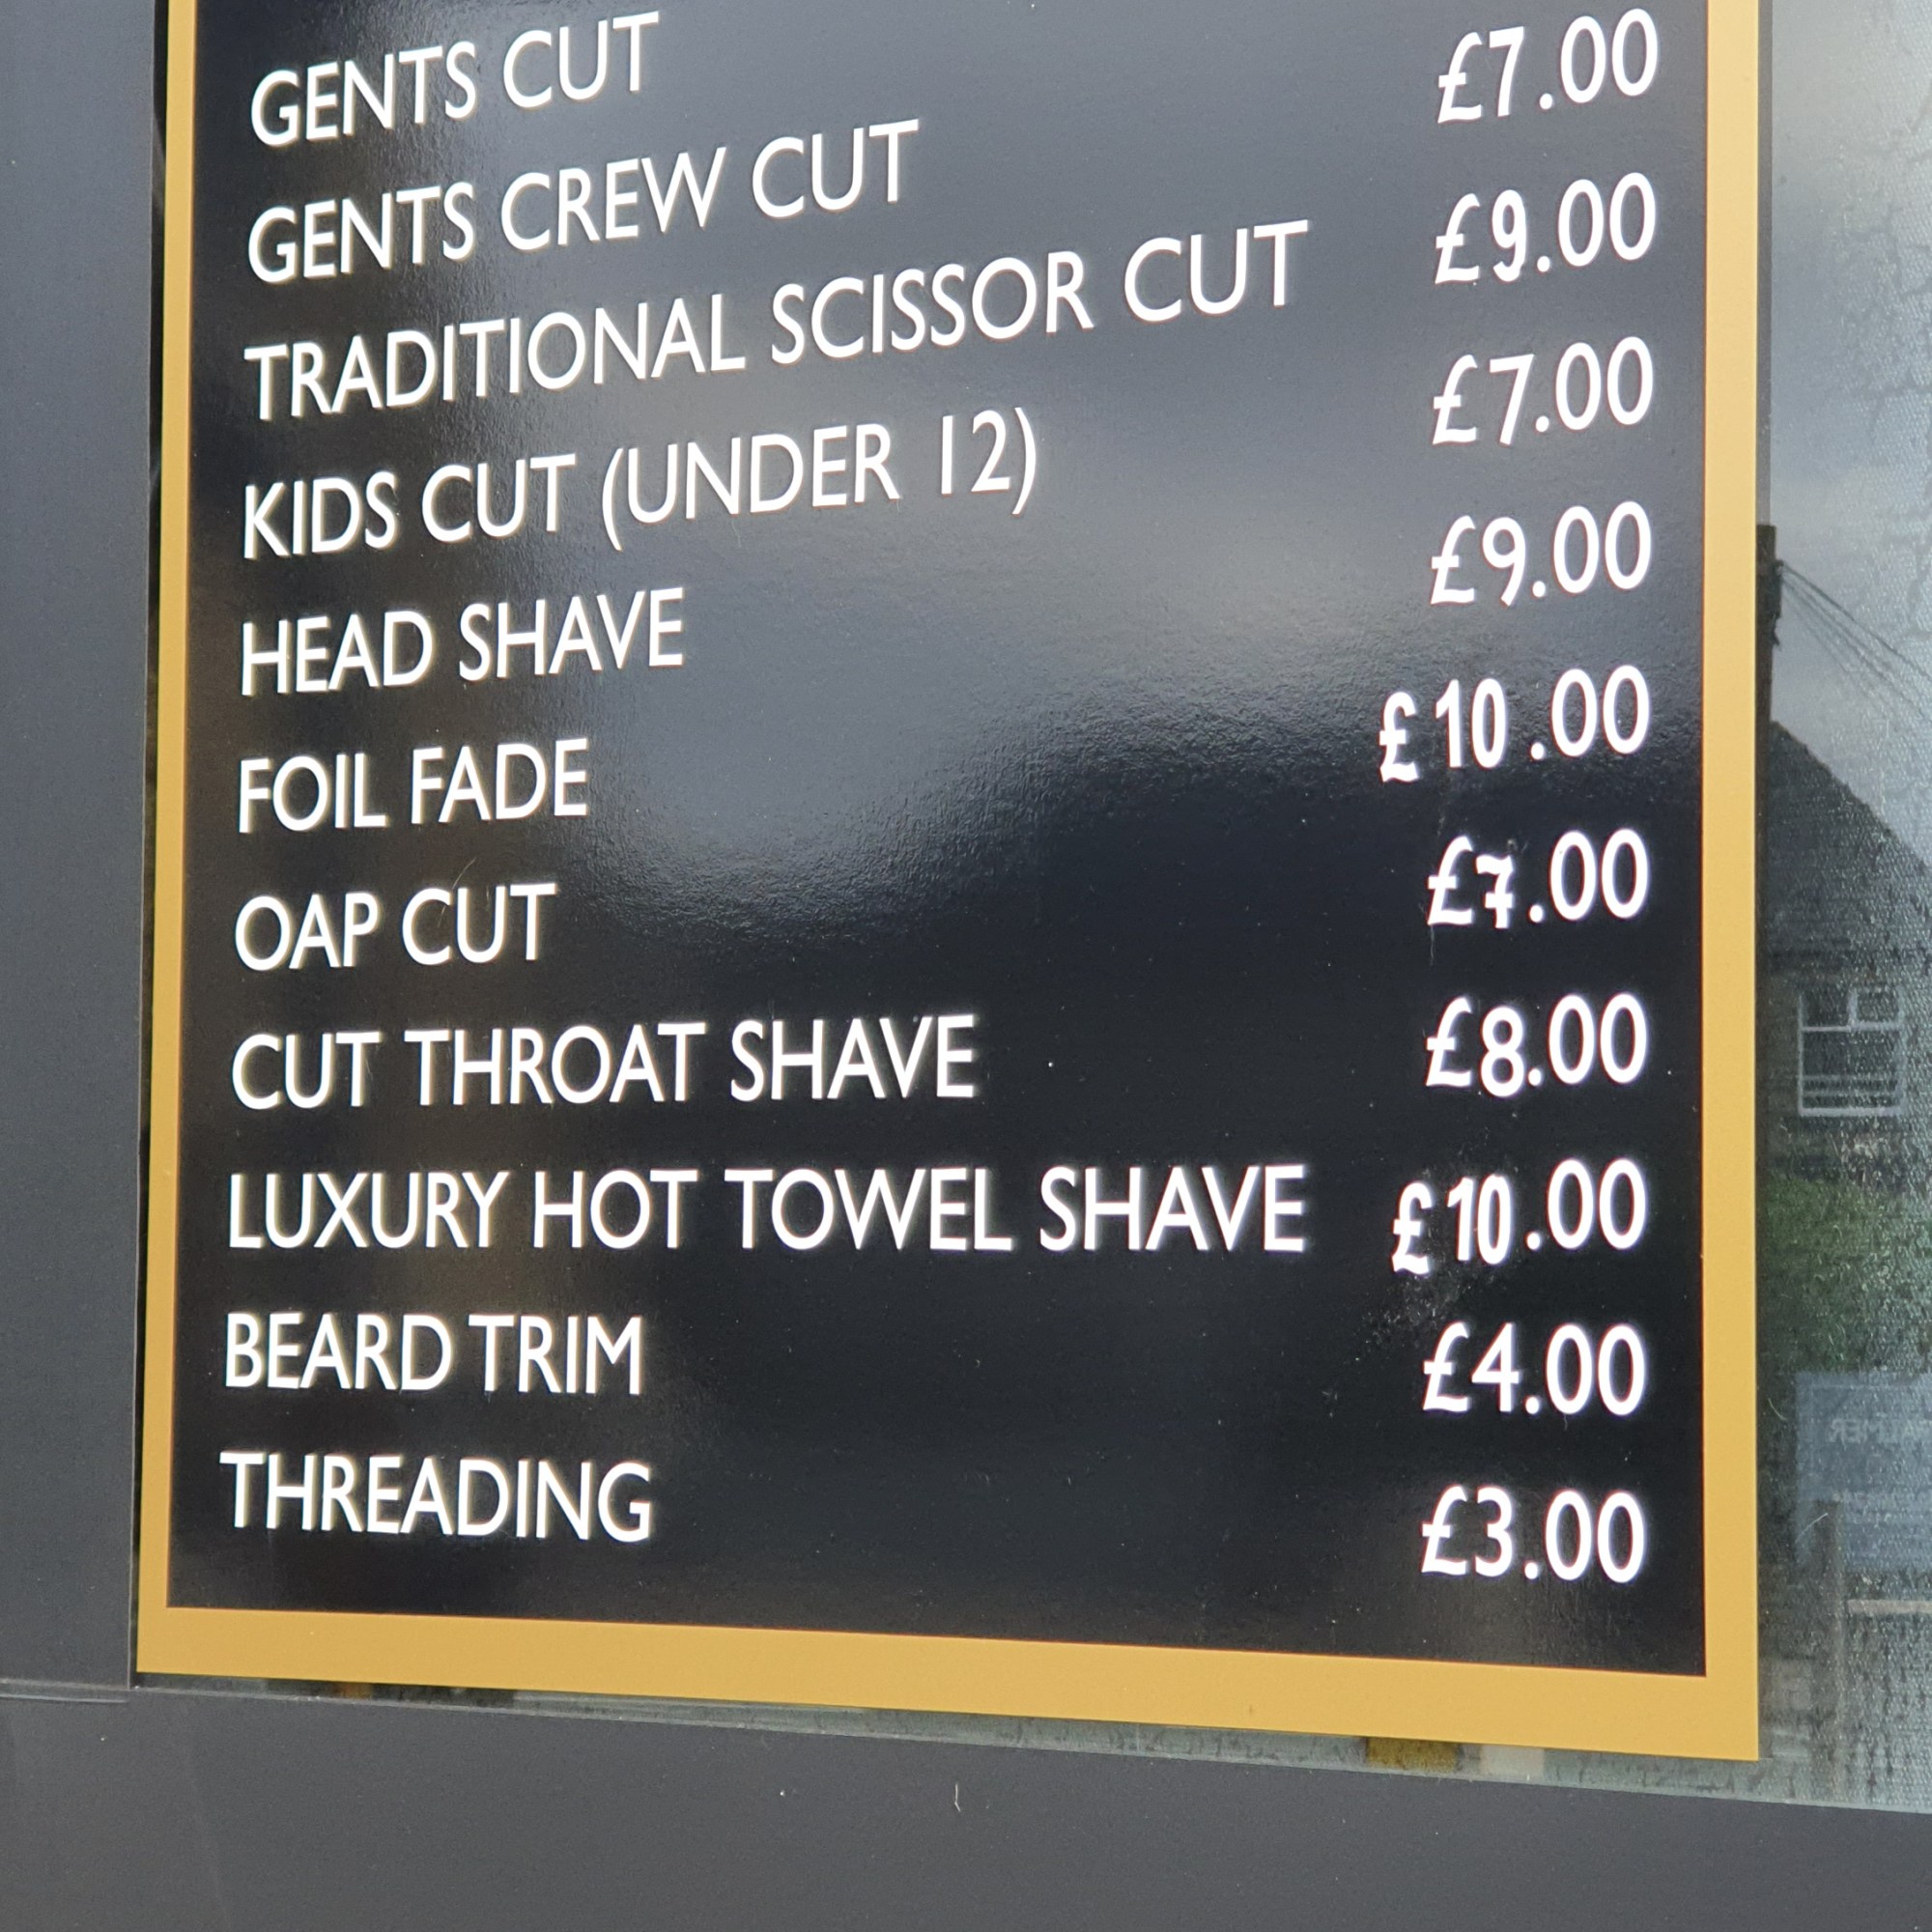 GENTS CUT
GENTS CREW CUT £7.00
TRADITIONAL SCISSOR CUT £9.00
KIDS CUT (UNDER 12) £7.00
HEAD SHAVE £9.00
FOIL FADE £10.00
OAP CUT £7.00
CUT THROAT SHAVE £8.00
LUXURY HOT TOWEL SHAVE £10.00
BEARD TRIM £4.00
THREADING £3.00